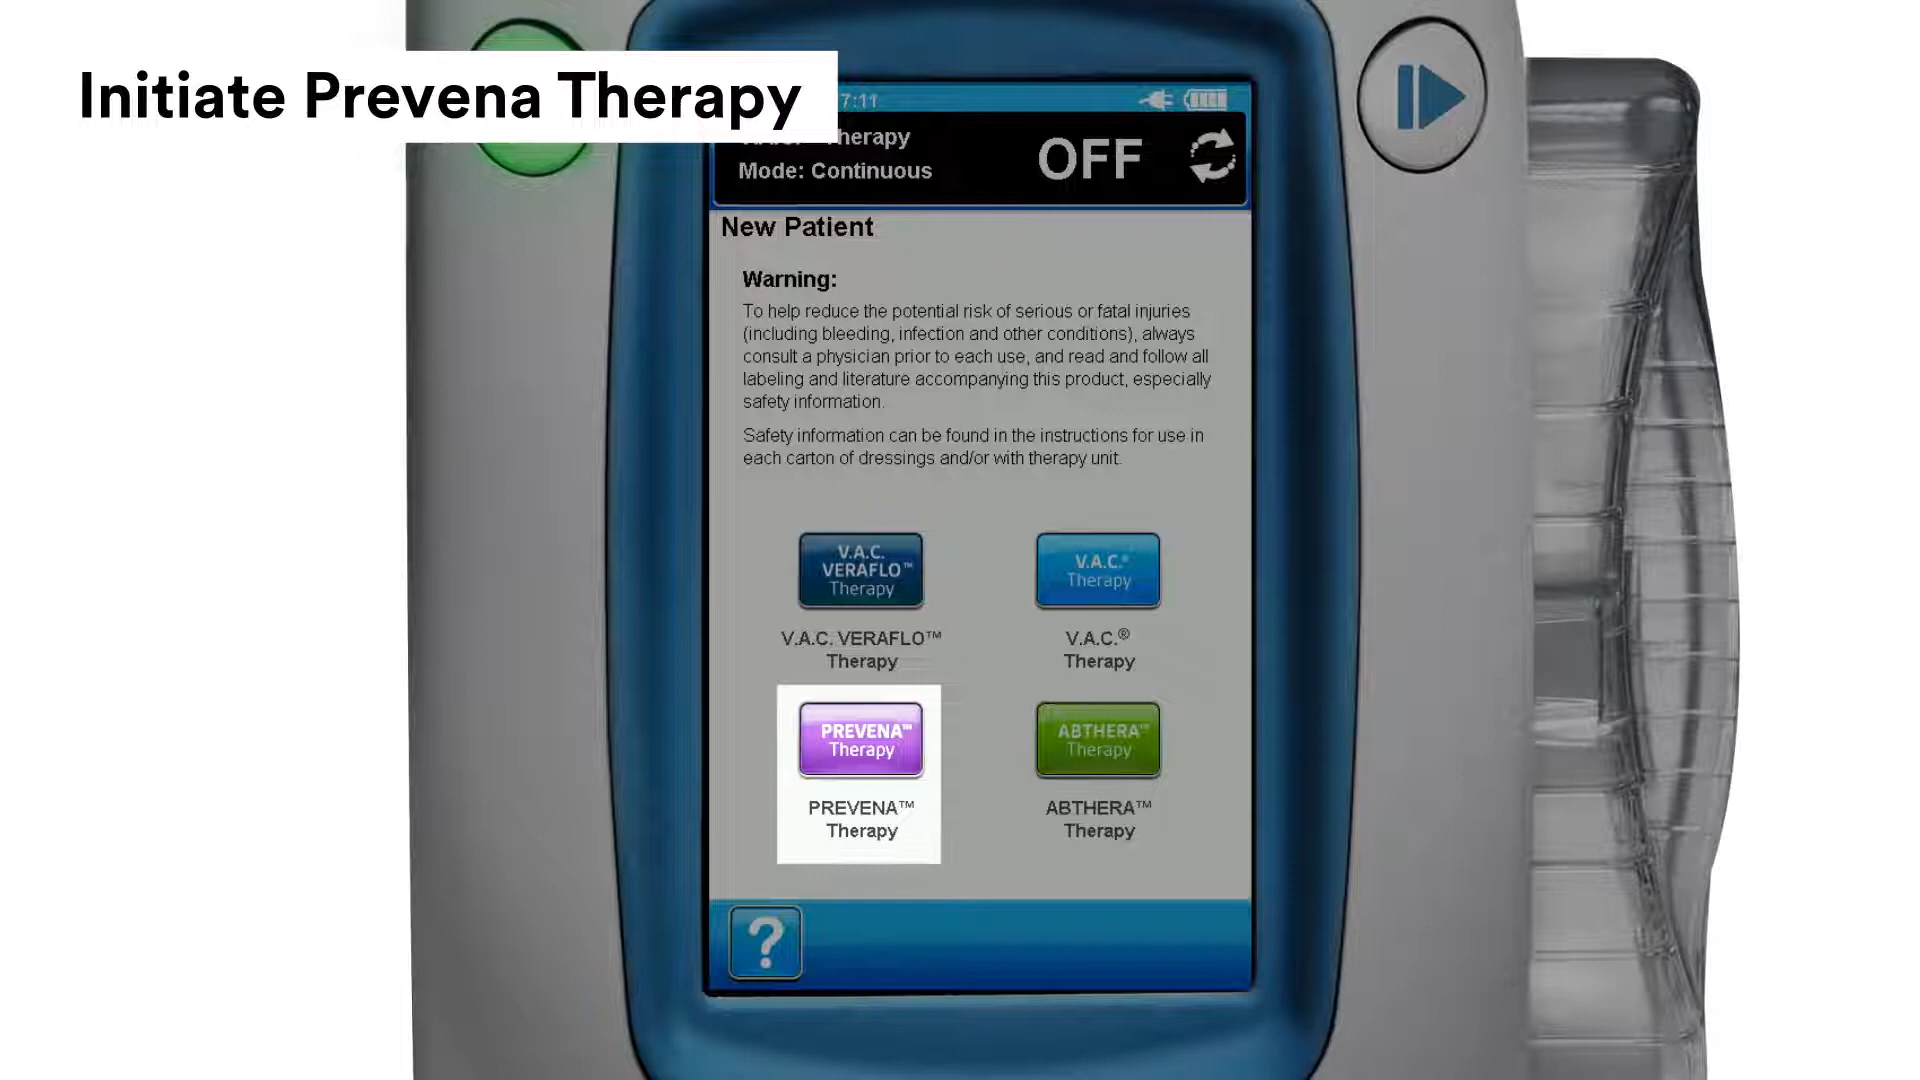 Initiate Prevena Therapy
7:11
Therapy
Mode: Continuous
OFF
New Patient
Warning:
To help reduce the potential risk of serious or fatal injuries
(including bleeding, infection and other conditions), always
consult a physician prior to each use, and read and follow all
labeling and literature accompanying this product, especially
safety information.
Safety information can be found in the instructions for use in
each carton of dressings and/or with therapy unit.
V.A.C.
VERAFLO™
Therapy
V.A.C.®
Therapy
V.A.C. VERAFLO™
Therapy
V.A.C.®
Therapy
PREVENA™
Therapy
ABTHERA™
Therapy
PREVENA™
Therapy
ABTHERA™
Therapy
?